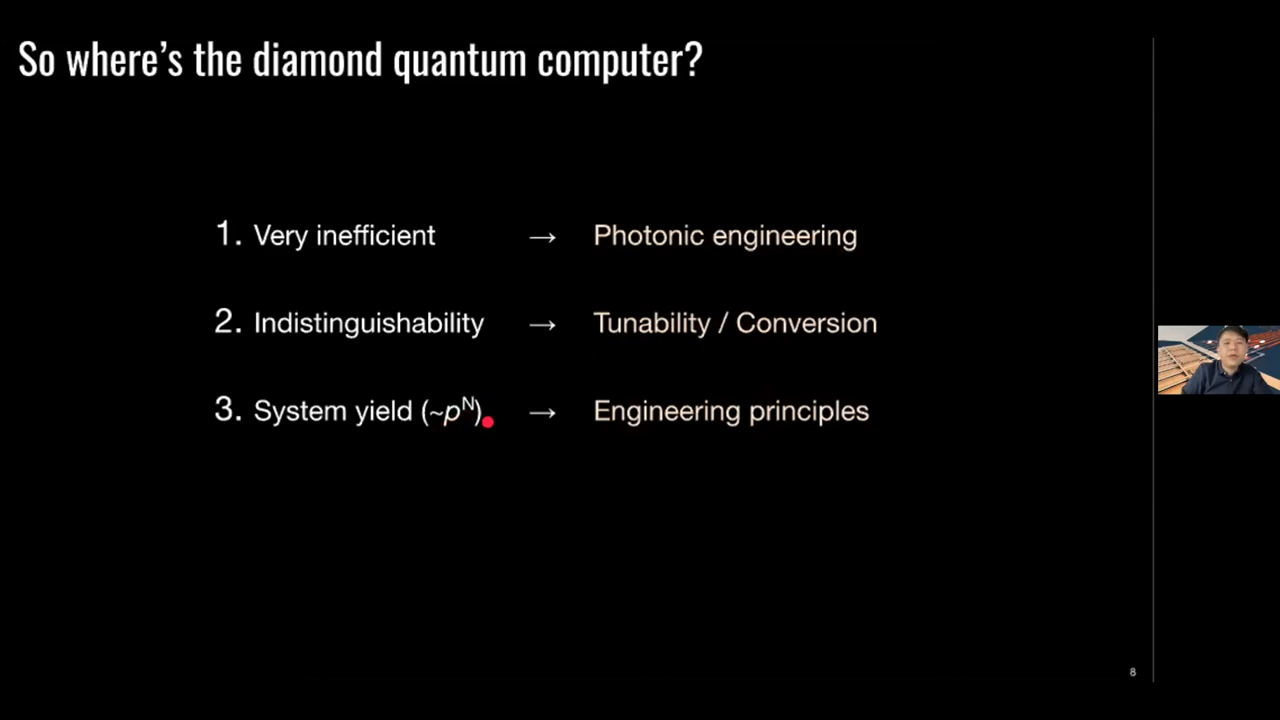 So where's the diamond quantum computer?
1. Very inefficient → Photonic engineering
2. Indistinguishability → Tunability / Conversion
3. System yield (~pᴺ) → Engineering principles
8